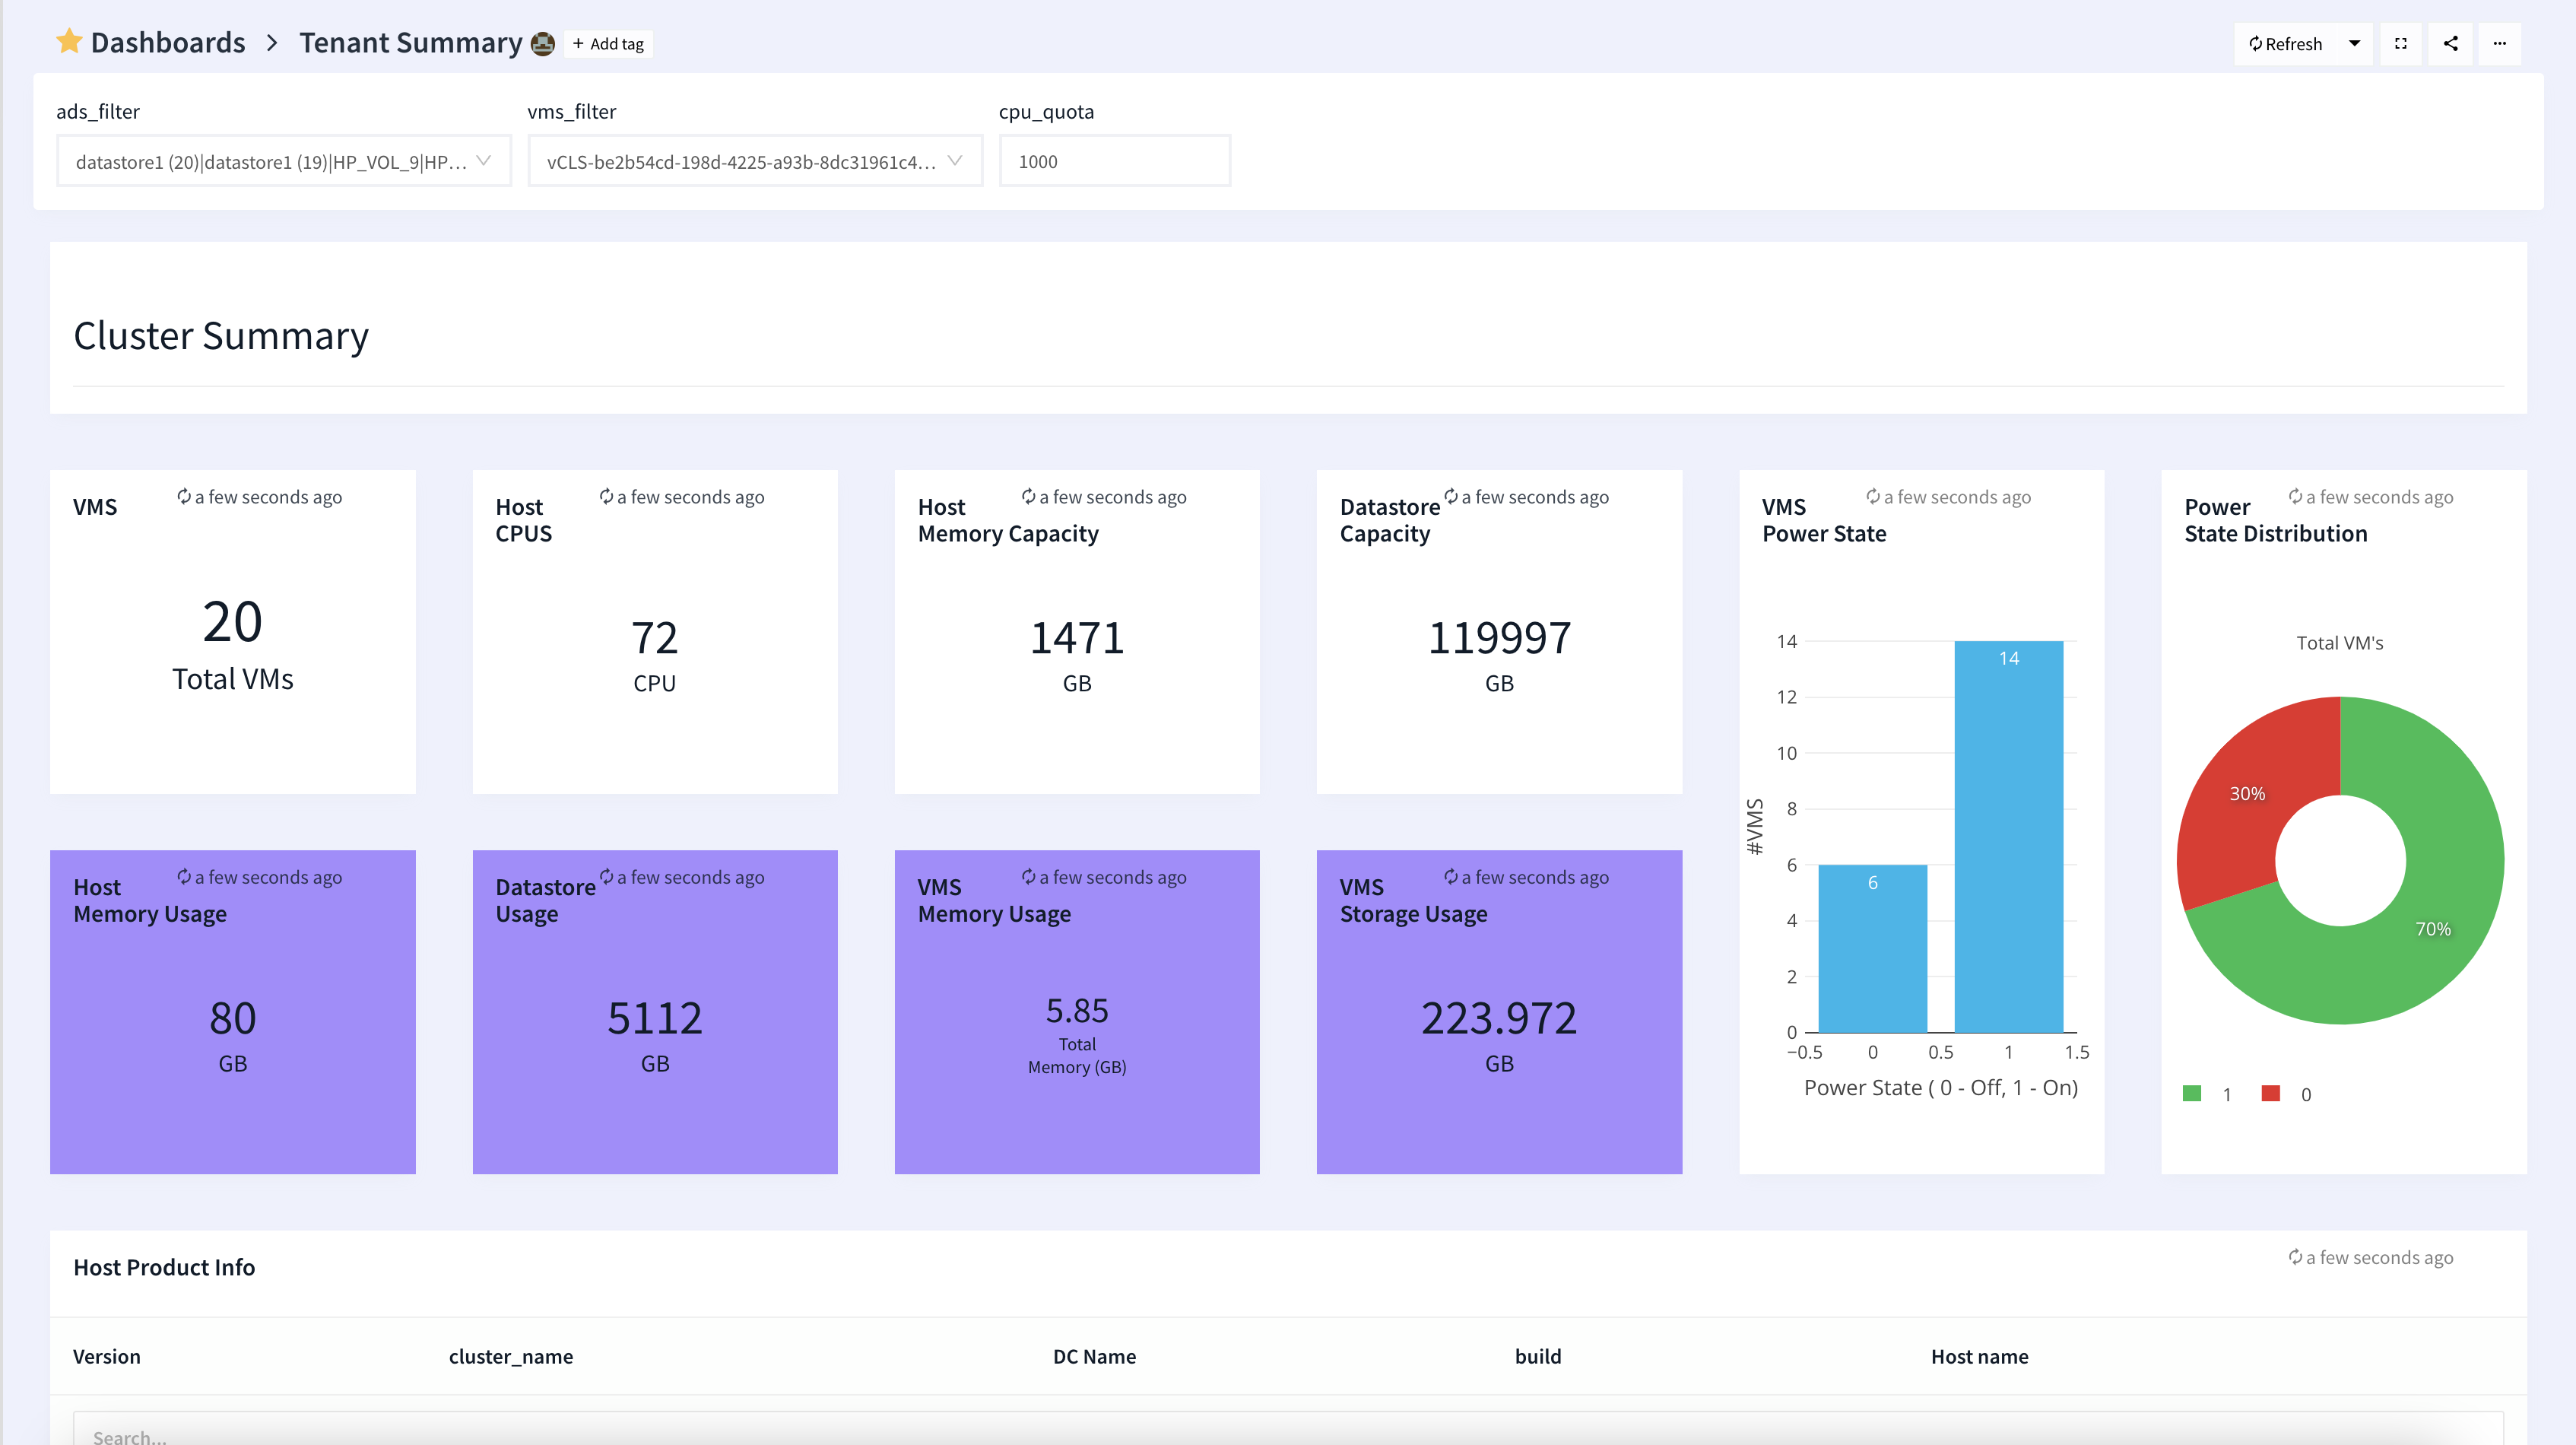 Dashboards > Tenant Summary + Add tag
Refresh
ads_filter
vms_filter
cpu_quota
datastore1 (20)|datastore1 (19)|HP_VOL_9|HP...
vCLS-be2b54cd-198d-4225-a93b-8dc31961c4...
1000
Cluster Summary
VMS
a few seconds ago
20
Total VMs
Host
a few seconds ago
CPUS
72
CPU
Host
a few seconds ago
Memory Capacity
1471
GB
Datastore
a few seconds ago
Capacity
119997
GB
VMS
a few seconds ago
Power State
14
12
10
8
6
4
2
0
#VMS
14
6
−0.5
0
0.5
1
1.5
Power State ( 0 - Off, 1 - On)
Power
a few seconds ago
State Distribution
Total VM's
30%
70%
1
0
Host
a few seconds ago
Memory Usage
80
GB
Datastore
a few seconds ago
Usage
5112
GB
VMS
a few seconds ago
Memory Usage
5.85
Total
Memory (GB)
VMS
a few seconds ago
Storage Usage
223.972
GB
Host Product Info
a few seconds ago
Version
cluster_name
DC Name
build
Host name
Search...